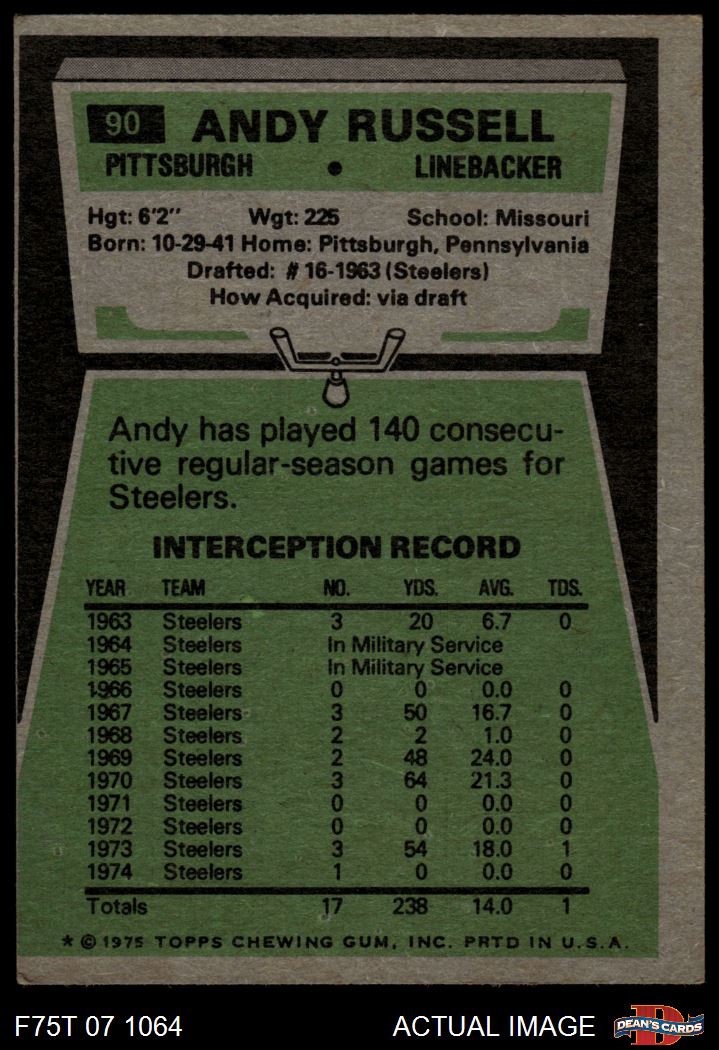 90 ANDY RUSSELL
PITTSBURGH • LINEBACKER
Hgt: 6'2" Wgt: 225 School: Missouri
Born: 10-29-41 Home: Pittsburgh, Pennsylvania
Drafted: #16-1963 (Steelers)
How Acquired: via draft
Andy has played 140 consecu-
tive regular-season games for
Steelers.
INTERCEPTION RECORD
YEAR TEAM NO. YDS. AVG. TDS.
1963 Steelers 3 20 6.7 0
1964 Steelers In Military Service
1965 Steelers In Military Service
1966 Steelers 0 0 0.0 0
1967 Steelers 3 50 16.7 0
1968 Steelers 2 2 1.0 0
1969 Steelers 2 48 24.0 0
1970 Steelers 3 64 21.3 0
1971 Steelers 0 0 0.0 0
1972 Steelers 0 0 0.0 0
1973 Steelers 3 54 18.0 1
1974 Steelers 1 0 0.0 0
Totals 17 238 14.0 1
* © 1975 TOPPS CHEWING GUM, INC. PRTD IN U.S.A.
F75T 07 1064 ACTUAL IMAGE D DEAN'S CARDS